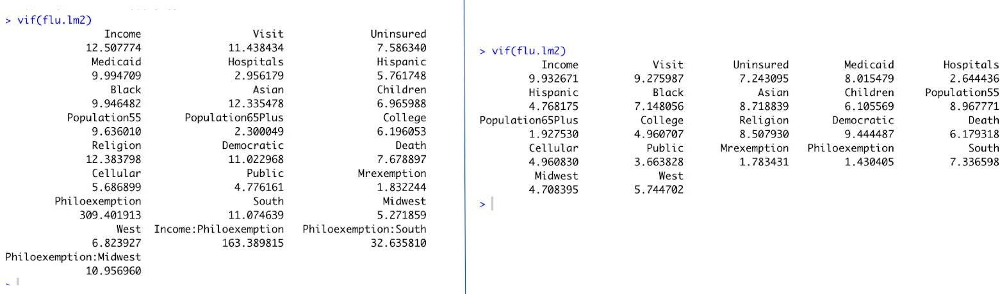 > vif(flu.lm2)
Income Visit Uninsured
12.507774 11.438434 7.586340
Medicaid Hospitals Hispanic
9.994709 2.956179 5.761748
Black Asian Children
9.946482 12.335478 6.965988
Population55 Population65Plus College
9.636010 2.300049 6.196053
Religion Democratic Death
12.383798 11.022968 7.678897
Cellular Public Mrexemption
5.686899 4.776161 1.832244
Philoexemption South Midwest
309.401913 11.074639 5.271859
West Income:Philoexemption Philoexemption:South
6.823927 163.389815 32.635810
Philoexemption:Midwest
10.956960
> vif(flu.lm2)
Income Visit Uninsured Medicaid Hospitals
9.932671 9.275987 7.243095 8.015479 2.644436
Hispanic Black Asian Children Population55
4.768175 7.148056 8.718839 6.105569 8.967771
Population65Plus College Religion Democratic Death
1.927530 4.960707 8.507930 9.444487 6.179318
Cellular Public Mrexemption Philoexemption South
4.960830 3.663828 1.783431 1.430405 7.336598
Midwest West
4.708395 5.744702
>